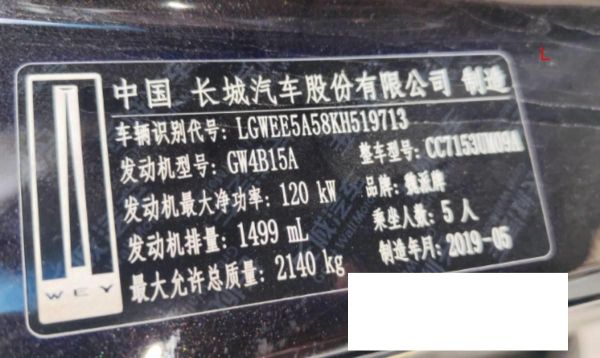 中国 长城汽车股份有限公司 制造
车辆识别代号: LGWEE5A58KH519713
发动机型号: GW4B15A
整车型号: CC7153UM09A
发动机最大净功率: 120 kW
品牌: 魏派牌
发动机排量: 1499 mL
乘坐人数: 5 人
最大允许总质量: 2140 kg
制造年月: 2019-05
WEY
L